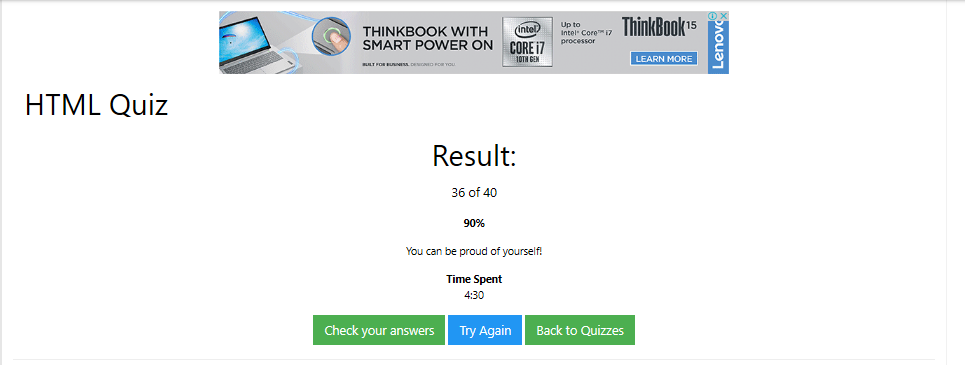 THINKBOOK WITH
SMART POWER ON
BUILT FOR BUSINESS. DESIGNED FOR YOU.
intel
CORE i7
10TH GEN
Up to
Intel® Core™ i7
processor
ThinkBook 15
LEARN MORE
Lenovo
HTML Quiz
Result:
36 of 40
90%
You can be proud of yourself!
Time Spent
4:30
Check your answers
Try Again
Back to Quizzes